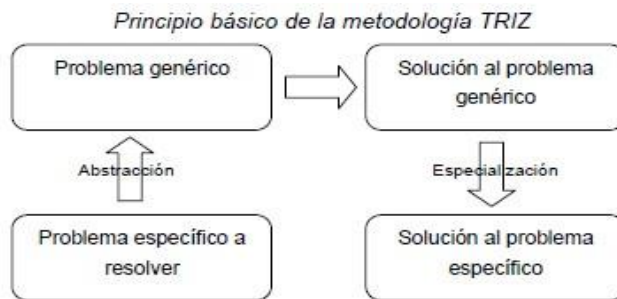 Principio básico de la metodología TRIZ
Problema genérico
Solución al problema
genérico
Abstracción
Especialización
Problema específico a
resolver
Solución al problema
específico